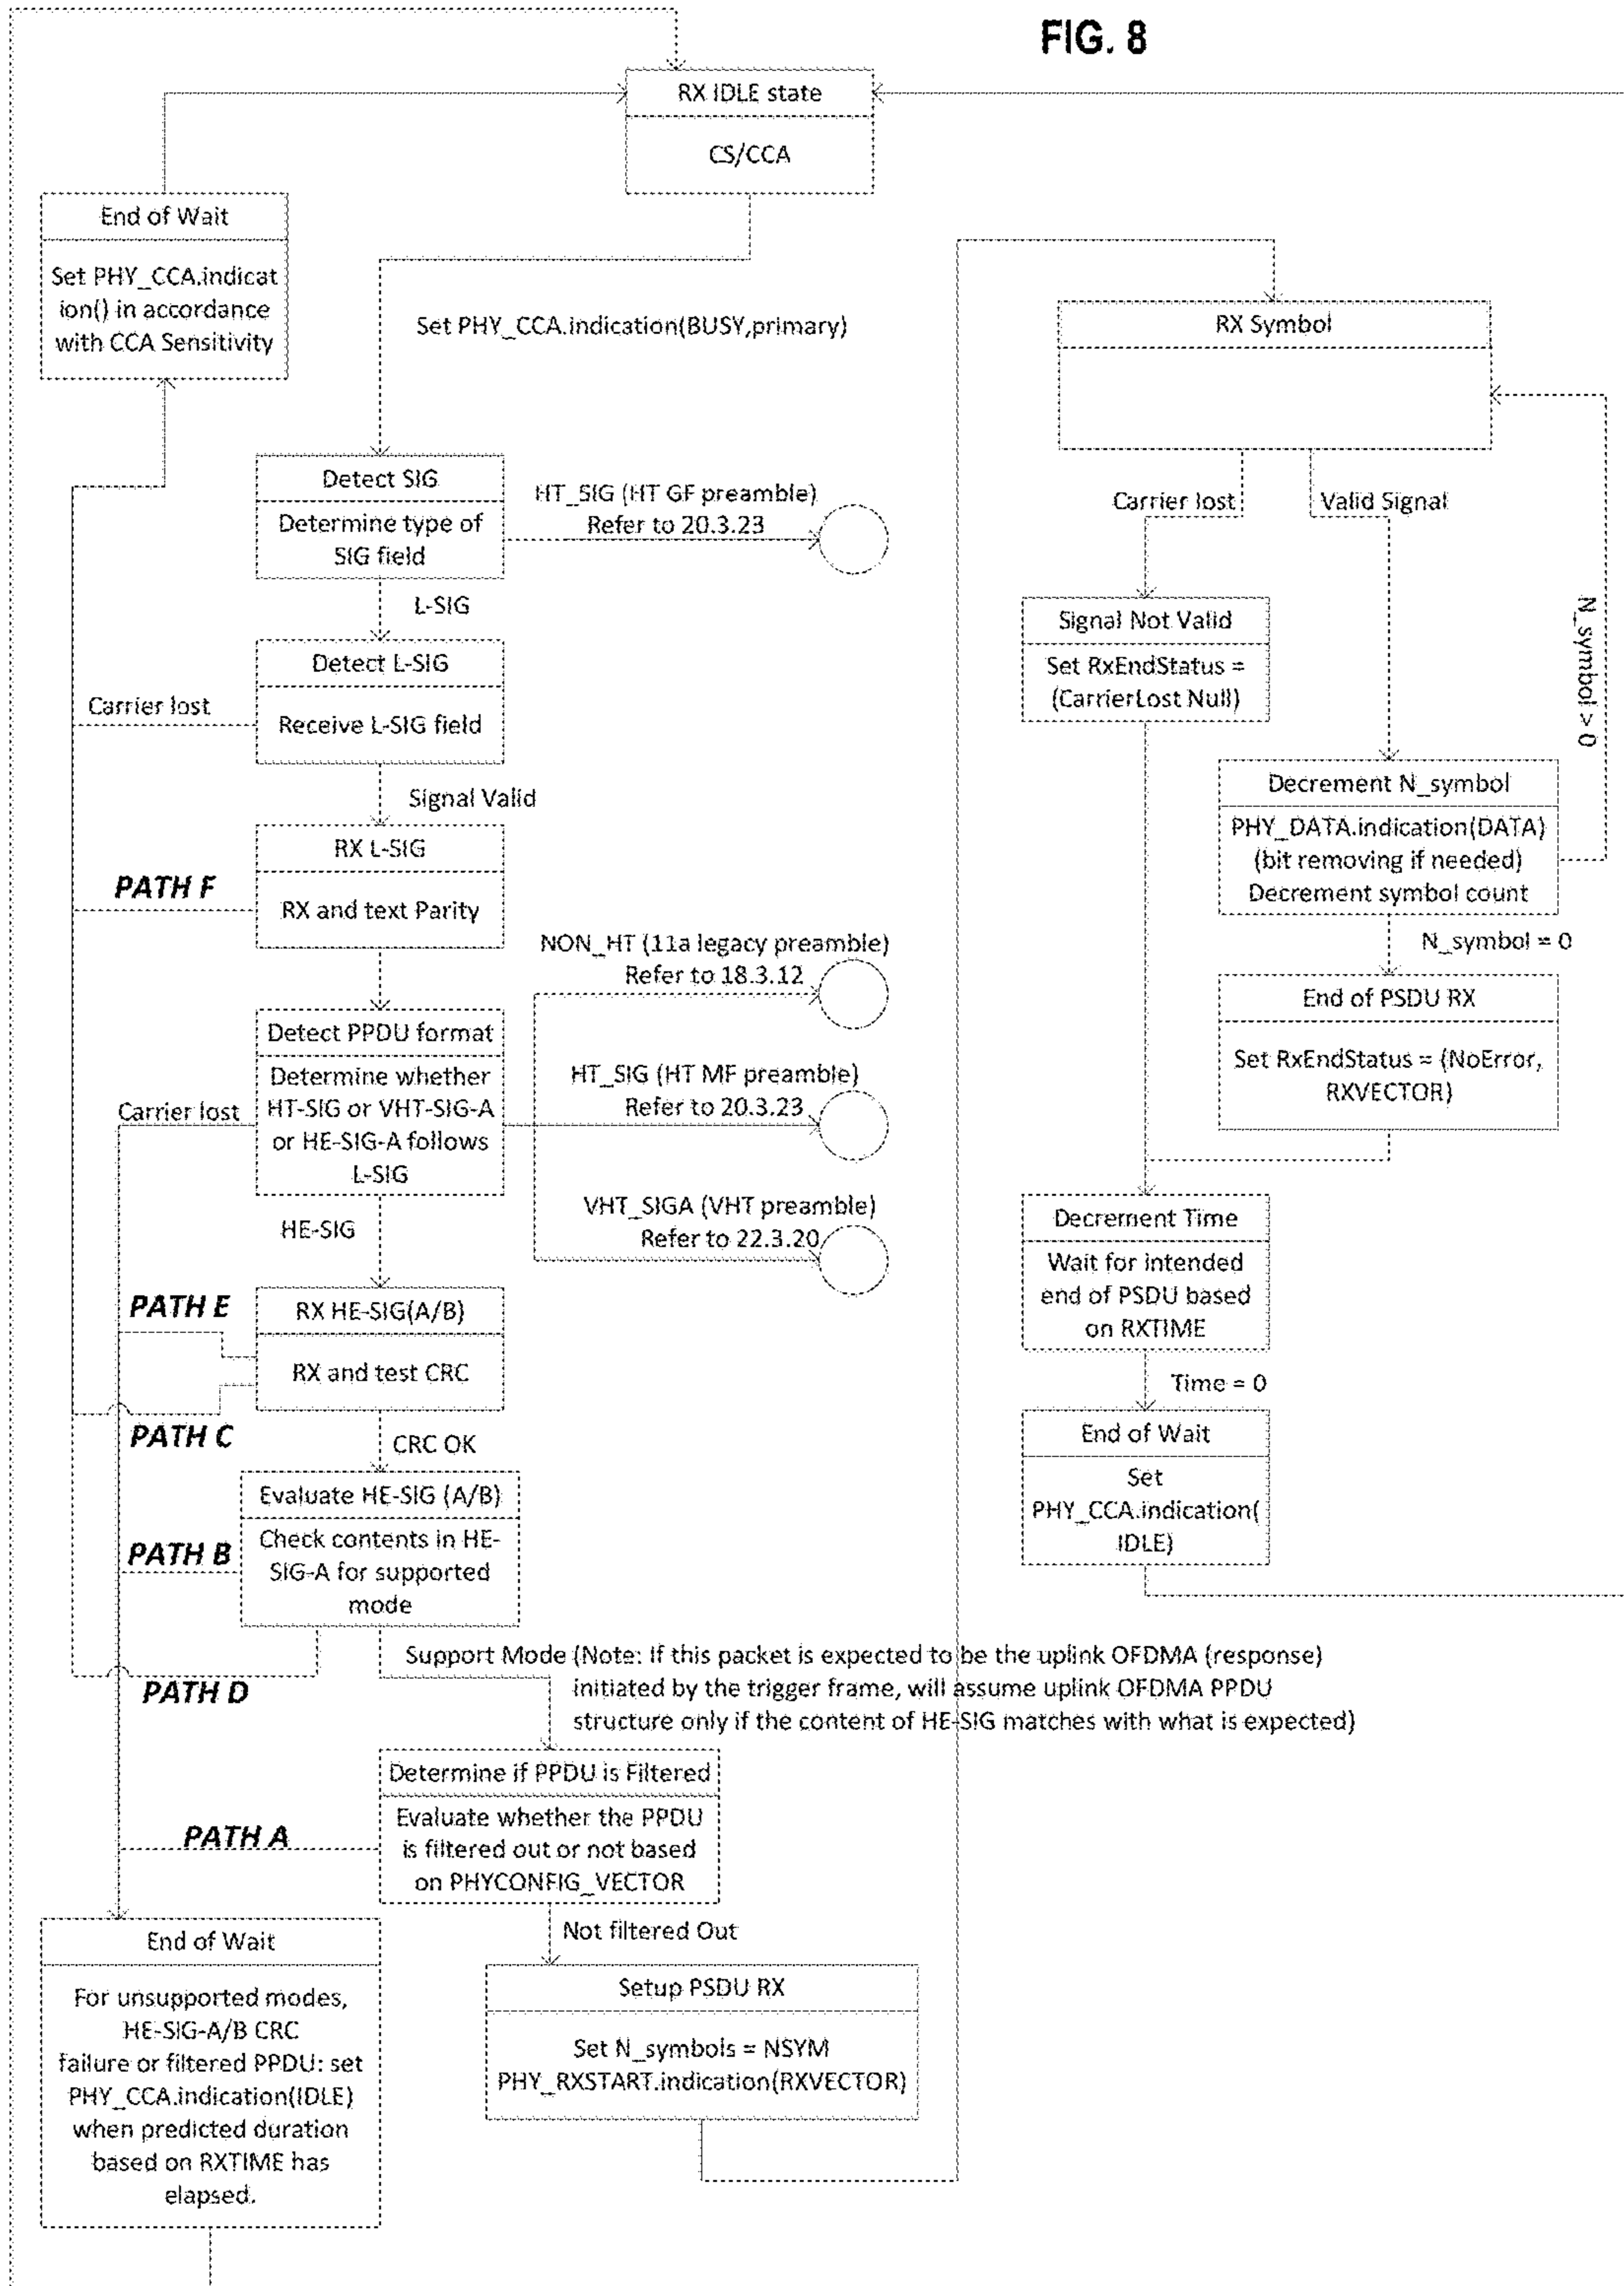 FIG. 8
RX IDLE state
CS/CCA
End of Wait
Set PHY_CCA.indicat
ion() in accordance
with CCA Sensitivity
Set PHY_CCA.indication(BUSY,primary)
Detect SIG
Determine type of
SIG field
HT_SIG (HT GF preamble)
Refer to 20.3.23
L-SIG
Detect L-SIG
Receive L-SIG field
Carrier lost
Signal Valid
RX L-SIG
RX and text Parity
PATH F
Detect PPDU format
Determine whether
HT-SIG or VHT-SIG-A
or HE-SIG-A follows
L-SIG
Carrier lost
NON_HT (11a legacy preamble)
Refer to 18.3.12
HT_SIG (HT MF preamble)
Refer to 20.3.23
VHT_SIGA (VHT preamble)
Refer to 22.3.20
HE-SIG
PATH E
RX HE-SIG(A/B)
RX and test CRC
PATH C
CRC OK
Evaluate HE-SIG (A/B)
Check contents in HE-
SIG-A for supported
mode
PATH B
PATH D
Support Mode (Note: If this packet is expected to be the uplink OFDMA (response)
initiated by the trigger frame, will assume uplink OFDMA PPDU
structure only if the content of HE-SIG matches with what is expected)
Determine if PPDU is Filtered
Evaluate whether the PPDU
is filtered out or not based
on PHYCONFIG_VECTOR
PATH A
Not filtered Out
End of Wait
For unsupported modes,
HE-SIG-A/B CRC
failure or filtered PPDU: set
PHY_CCA.indication(IDLE)
when predicted duration
based on RXTIME has
elapsed.
Setup PSDU RX
Set N_symbols = NSYM
PHY_RXSTART.indication(RXVECTOR)
RX Symbol
Carrier lost
Valid Signal
Signal Not Valid
Set RxEndStatus =
(CarrierLost Null)
N_symbol > 0
Decrement N_symbol
PHY_DATA.indication(DATA)
(bit removing if needed)
Decrement symbol count
N_symbol = 0
End of PSDU RX
Set RxEndStatus = (NoError,
RXVECTOR)
Decrement Time
Wait for intended
end of PSDU based
on RXTIME
Time = 0
End of Wait
Set
PHY_CCA.indication(
IDLE)